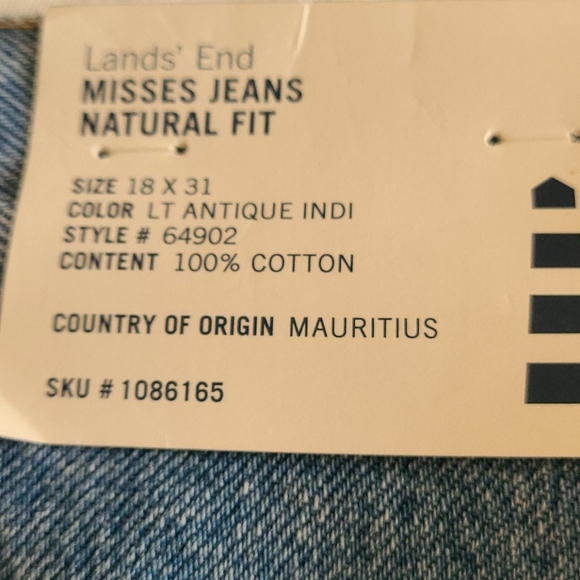 Lands' End
MISSES JEANS
NATURAL FIT
SIZE 18 X 31
COLOR LT ANTIQUE INDI
STYLE # 64902
CONTENT 100% COTTON
COUNTRY OF ORIGIN MAURITIUS
SKU # 1086165